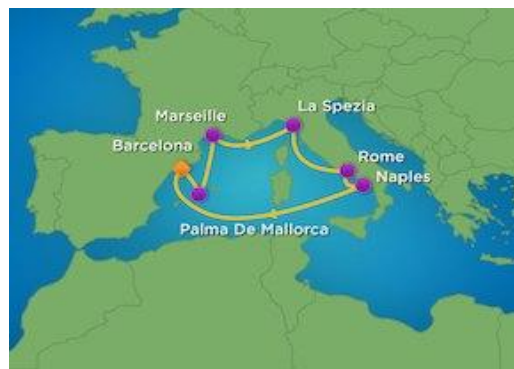 La Spezia
Marseille
Barcelona
Rome
Naples
Palma De Mallorca